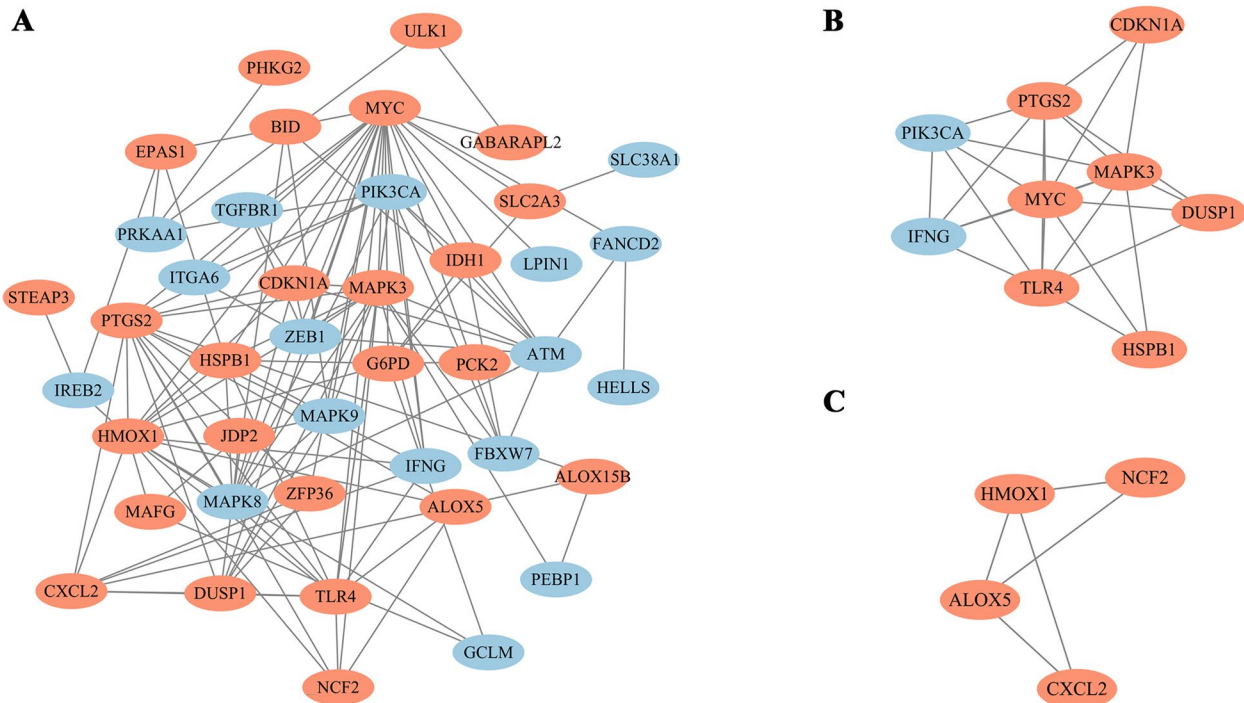 A
ULK1
PHKG2
MYC
BID
GABARAPL2
EPAS1
SLC38A1
PIK3CA
SLC2A3
TGFBR1
PRKAA1
FANCD2
IDH1
LPIN1
ITGA6
CDKN1A
MAPK3
STEAP3
PTGS2
ZEB1
ATM
HSPB1
G6PD
PCK2
IREB2
HELLS
MAPK9
HMOX1
JDP2
FBXW7
IFNG
ALOX15B
ZFP36
MAPK8
MAFG
ALOX5
PEBP1
CXCL2
DUSP1
TLR4
GCLM
NCF2
B
CDKN1A
PTGS2
PIK3CA
MAPK3
MYC
DUSP1
IFNG
TLR4
HSPB1
C
NCF2
HMOX1
ALOX5
CXCL2